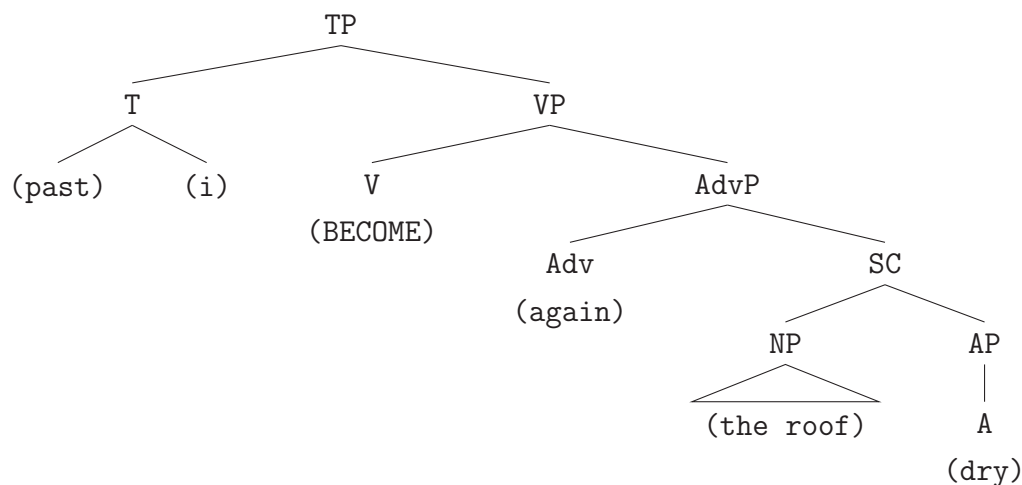 TP
T VP
(past) (i) V AdvP
(BECOME)
Adv SC
(again)
NP AP
(the roof) A
(dry)